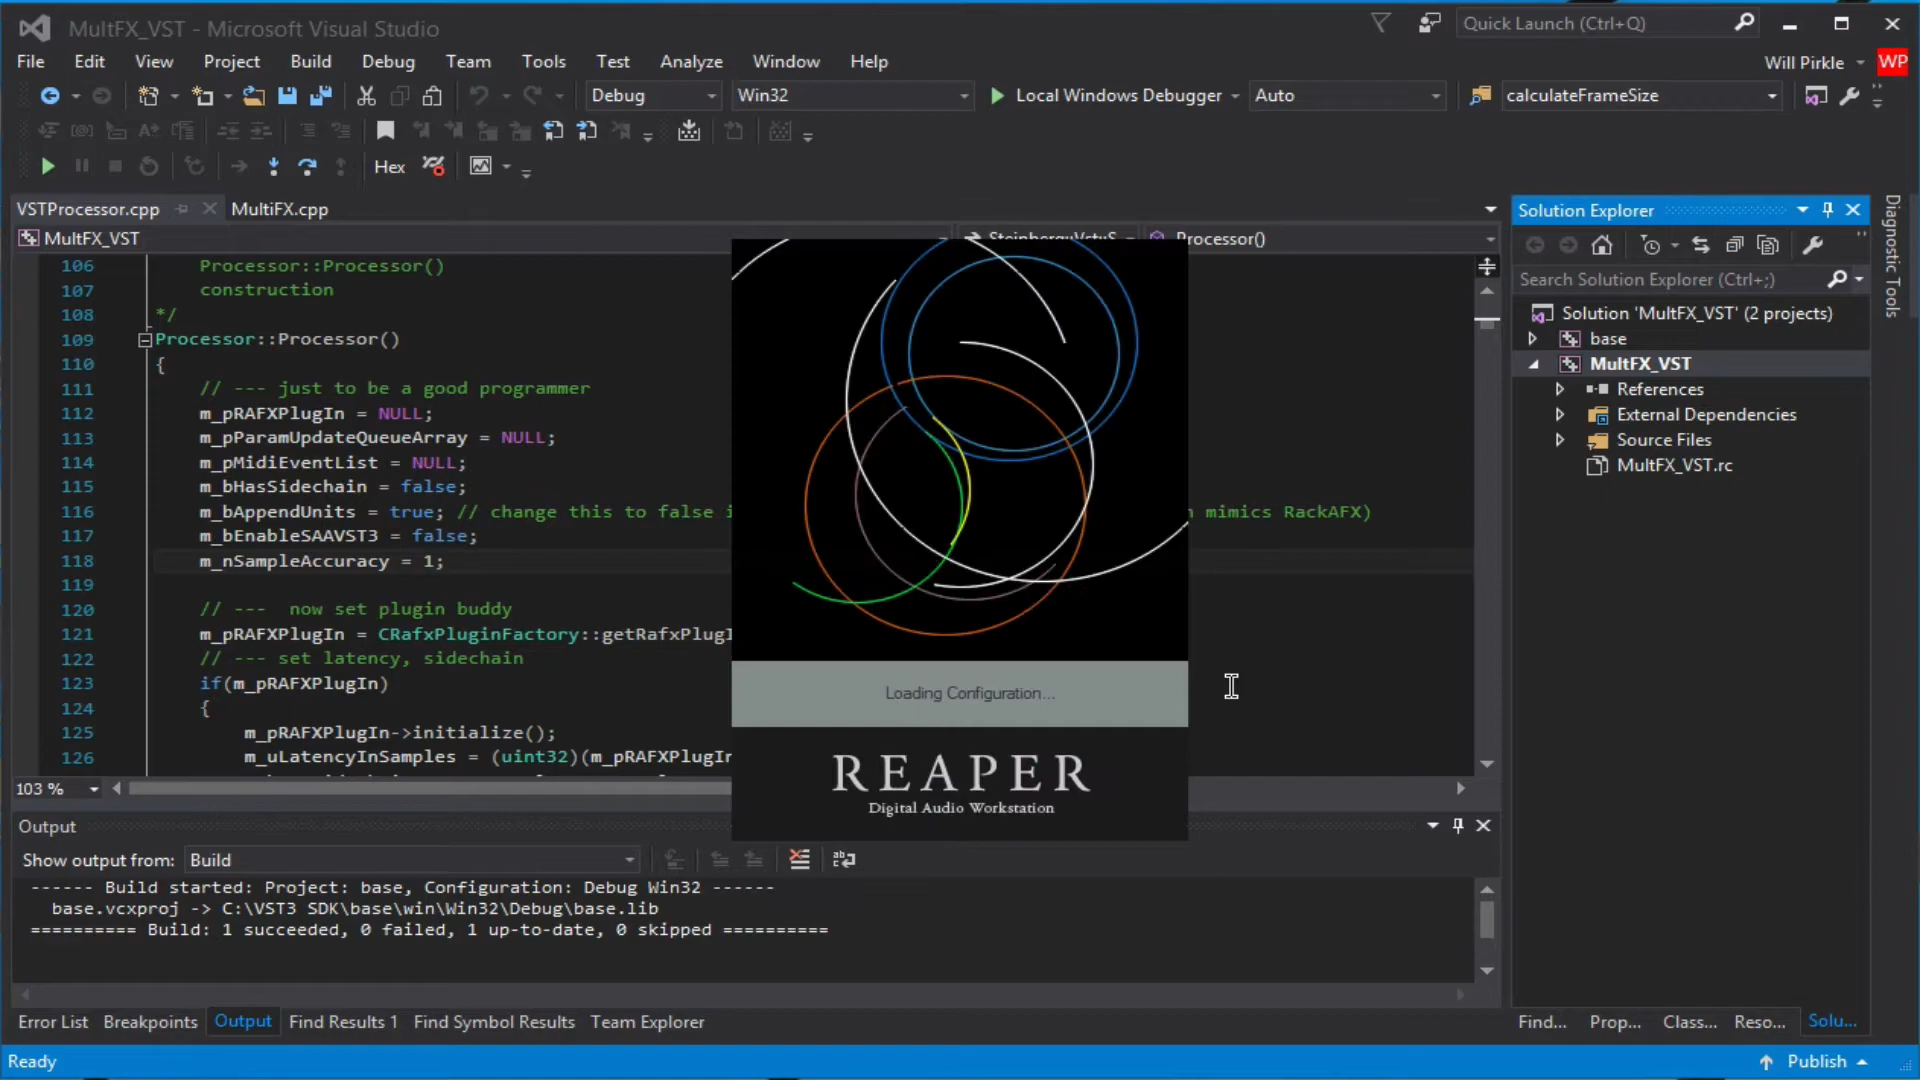 MultFX_VST - Microsoft Visual Studio
Quick Launch (Ctrl+Q)
File Edit View Project Build Debug Team Tools Test Analyze Window Help
Will Pirkle WP
Debug Win32 Local Windows Debugger Auto calculateFrameSize
Hex
VSTProcessor.cpp MultiFX.cpp
MultFX_VST Processor()
106 Processor::Processor()
107 construction
108 */
109 Processor::Processor()
110 {
111 // --- just to be a good programmer
112 m_pRAFXPlugIn = NULL;
113 m_pParamUpdateQueueArray = NULL;
114 m_pMidiEventList = NULL;
115 m_bHasSidechain = false;
116 m_bAppendUnits = true; // change this to false mimics RackAFX)
117 m_bEnableSAAVST3 = false;
118 m_nSampleAccuracy = 1;
119
120 // --- now set plugin buddy
121 m_pRAFXPlugIn = CRafxPluginFactory::getRafxPlugI
122 // --- set latency, sidechain
123 if(m_pRAFXPlugIn)
124 {
125 m_pRAFXPlugIn->initialize();
126 m_uLatencyInSamples = (uint32)(m_pRAFXPlugIn
103 %
Loading Configuration...
REAPER
Digital Audio Workstation
Output
Show output from: Build
------ Build started: Project: base, Configuration: Debug Win32 ------
base.vcxproj -> C:\VST3 SDK\base\win\Win32\Debug\base.lib
========== Build: 1 succeeded, 0 failed, 1 up-to-date, 0 skipped ==========
Error List Breakpoints Output Find Results 1 Find Symbol Results Team Explorer
Solution Explorer
Search Solution Explorer (Ctrl+;)
Solution 'MultFX_VST' (2 projects)
base
MultFX_VST
References
External Dependencies
Source Files
MultFX_VST.rc
Find... Prop... Class... Reso... Solu...
Diagnostic Tools
Ready
Publish